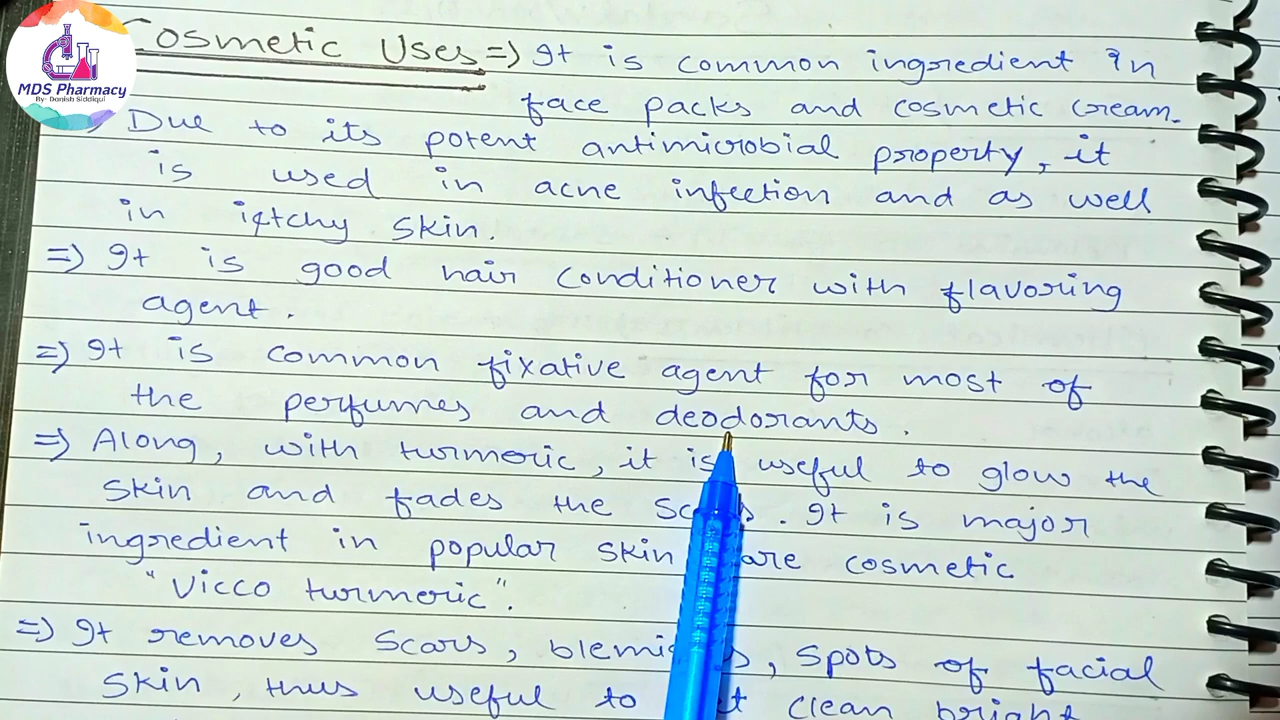 MDS Pharmacy
By- Danish Siddiqui
Cosmetic Uses => It is common ingredient in
face packs and cosmetic cream.
Due to its potent antimicrobial property, it
is used in acne infection and as well
in itchy skin.
=> It is good hair conditioner with flavoring
agent.
=> It is common fixative agent for most of
the perfumes and deodorants.
=> Along, with turmeric, it is useful to glow the
skin and fades the . It is major
ingredient in popular skin cosmetic
"Vicco turmeric".
=> It removes scars, , spots of facial
skin, thus useful to clean bright